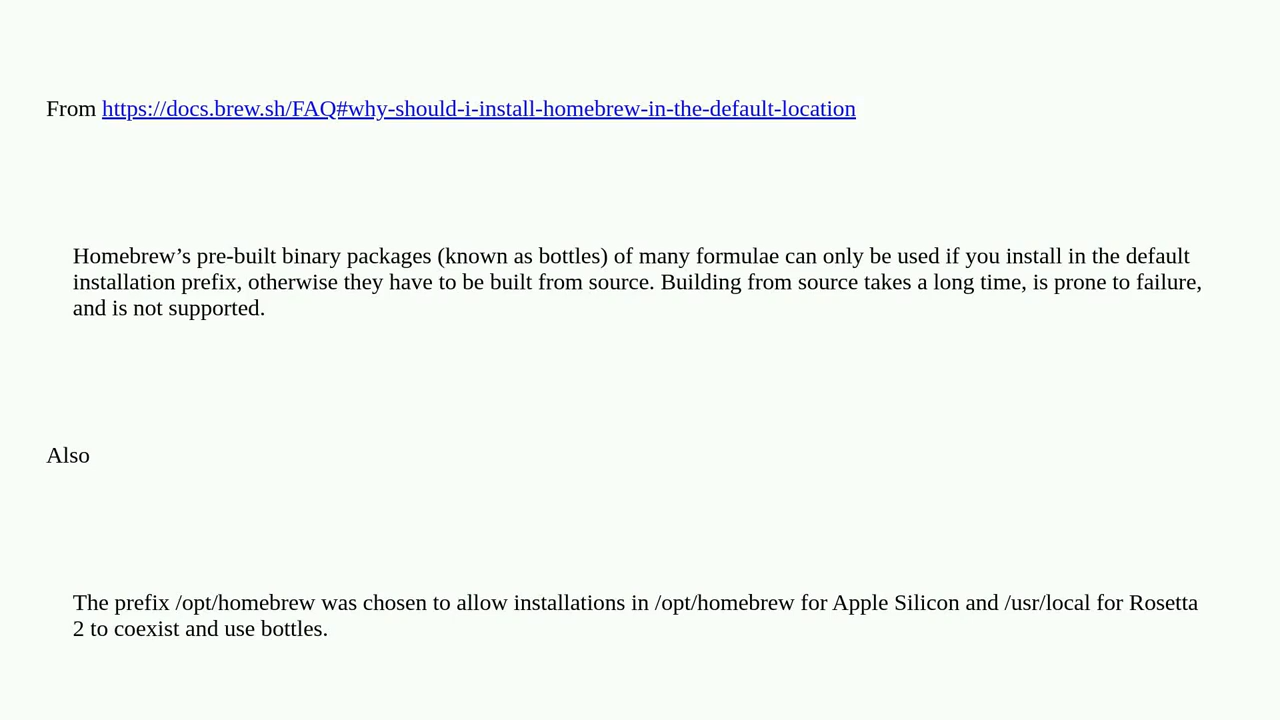 From https://docs.brew.sh/FAQ#why-should-i-install-homebrew-in-the-default-location
Homebrew’s pre-built binary packages (known as bottles) of many formulae can only be used if you install in the default
installation prefix, otherwise they have to be built from source. Building from source takes a long time, is prone to failure,
and is not supported.
Also
The prefix /opt/homebrew was chosen to allow installations in /opt/homebrew for Apple Silicon and /usr/local for Rosetta
2 to coexist and use bottles.